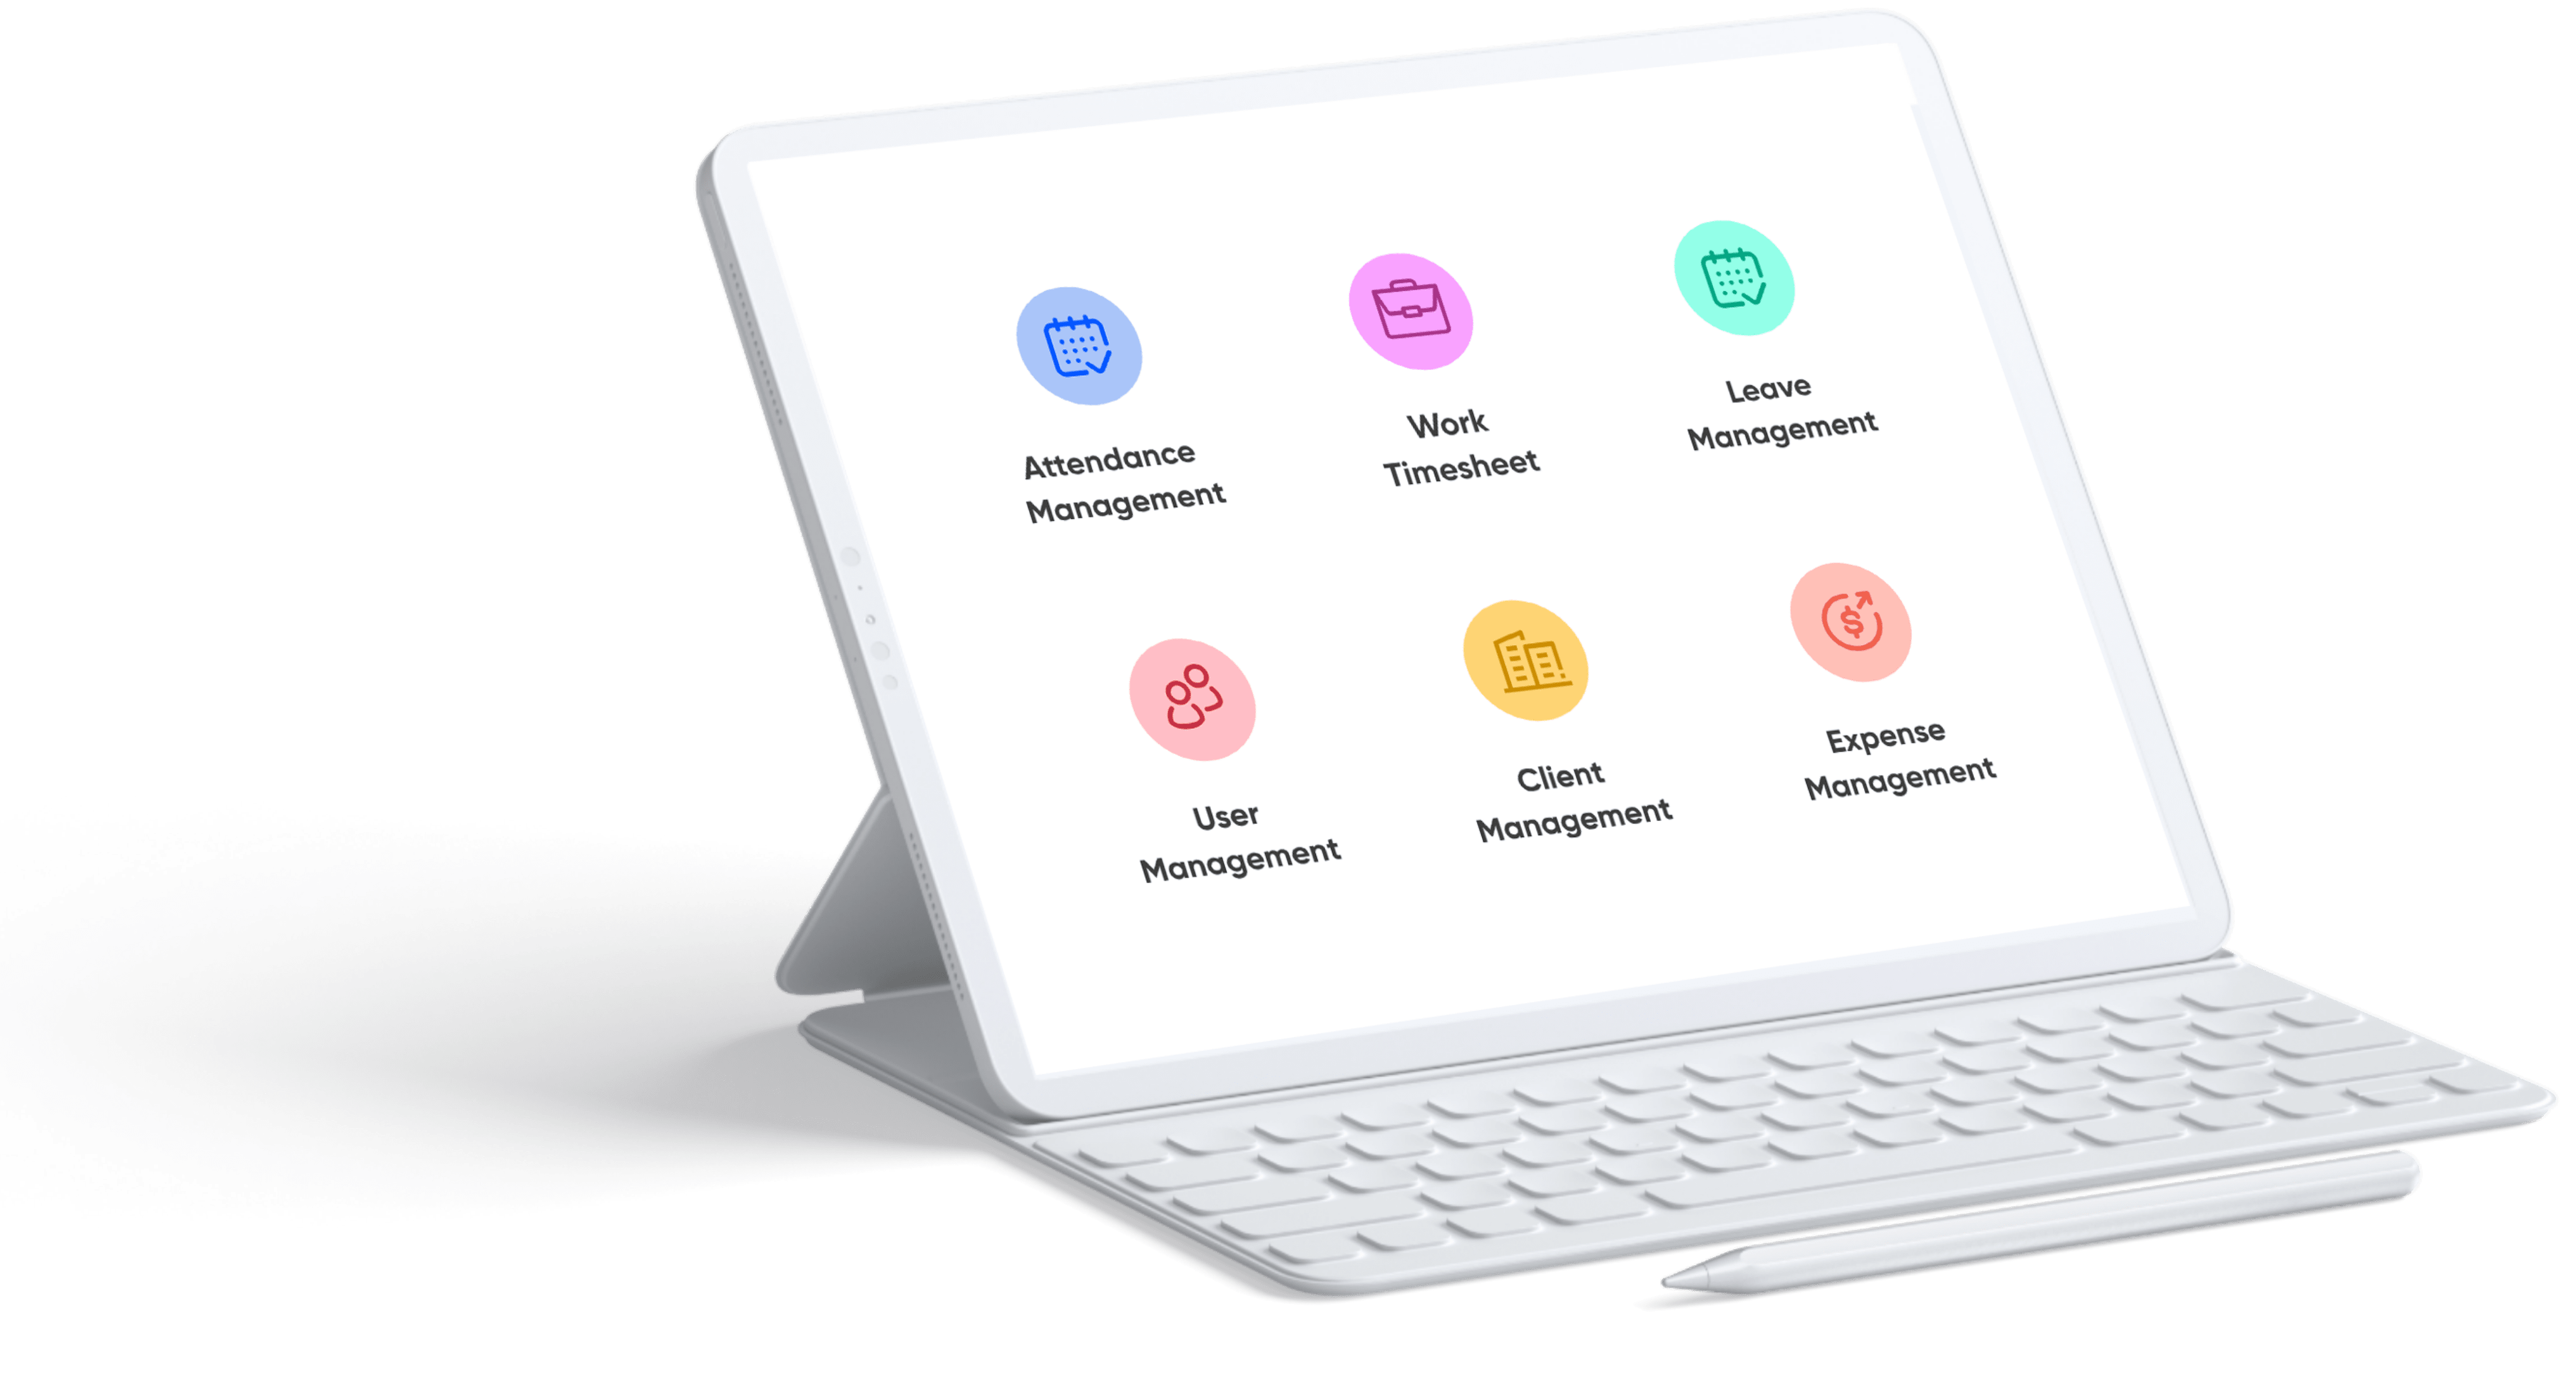 Attendance
Management
Work
Timesheet
Leave
Management
User
Management
Client
Management
Expense
Management